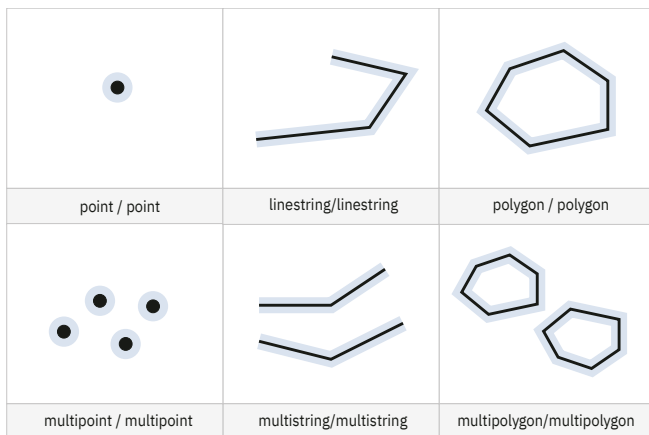 point / point
linestring/linestring
polygon / polygon
multipoint / multipoint
multistring/multistring
multipolygon/multipolygon